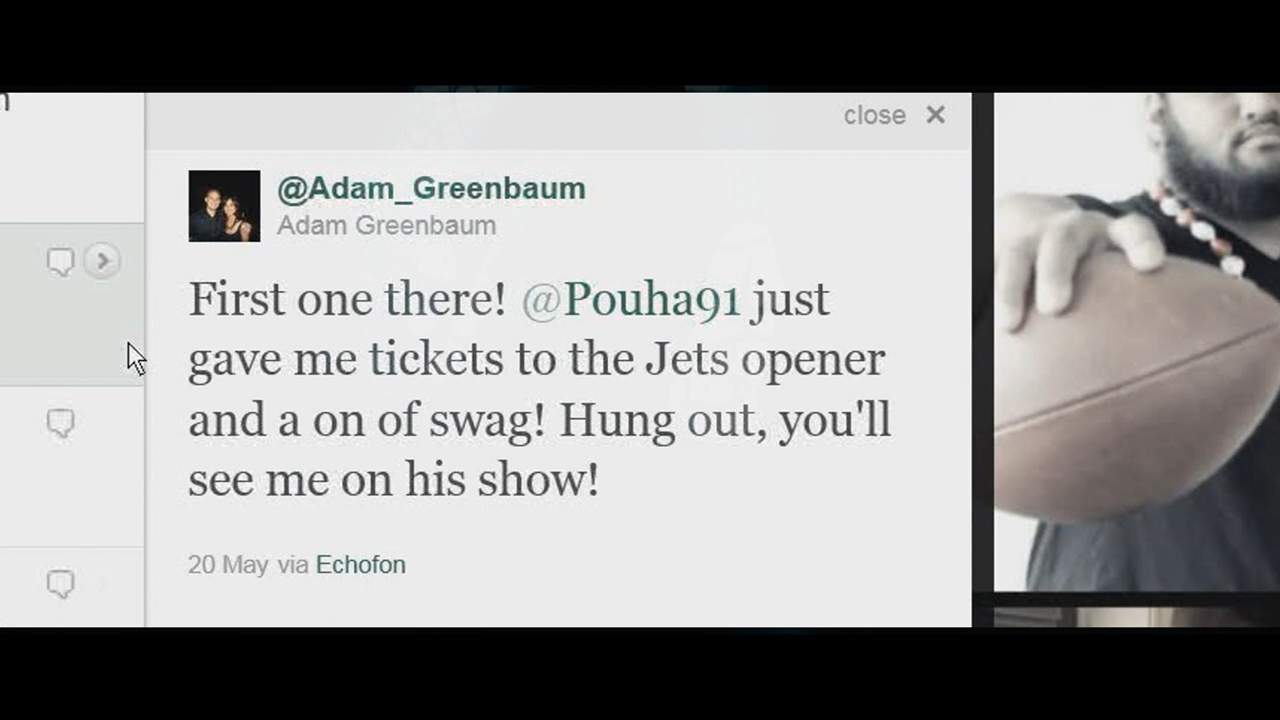 close ×
@Adam_Greenbaum
Adam Greenbaum
First one there! @Pouha91 just
gave me tickets to the Jets opener
and a on of swag! Hung out, you'll
see me on his show!
20 May via Echofon